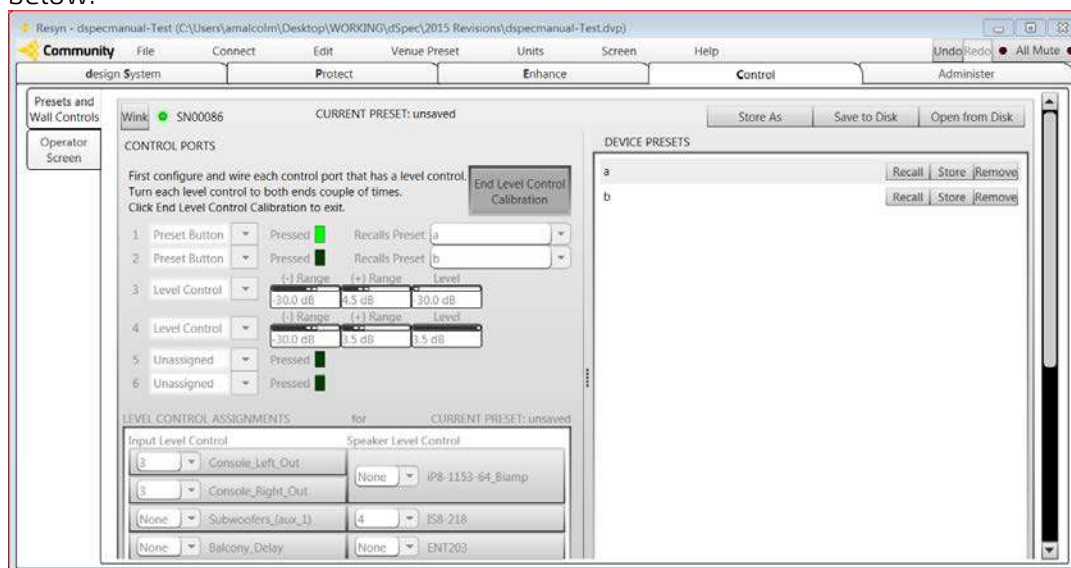 below.
Resyn - dspecmanual-Test (C:\Users\amalcolm\Desktop\WORKING\dSpec\2015 Revisions\dspecmanual-Test.dvp)
Community File Connect Edit Venue Preset Units Screen Help Undo Redo All Mute
design System Protect Enhance Control Administer
Presets and Wall Controls
Operator Screen
Wink SN00086 CURRENT PRESET: unsaved Store As Save to Disk Open from Disk
CONTROL PORTS
First configure and wire each control port that has a level control.
Turn each level control to both ends couple of times.
Click End Level Control Calibration to exit.
End Level Control Calibration
1 Preset Button Pressed Recalls Preset a
2 Preset Button Pressed Recalls Preset b
(-) Range (+) Range Level
3 Level Control -30.0 dB 4.5 dB -30.0 dB
(-) Range (+) Range Level
4 Level Control -30.0 dB 3.5 dB 3.5 dB
5 Unassigned Pressed
6 Unassigned Pressed
LEVEL CONTROL ASSIGNMENTS for CURRENT PRESET: unsaved
Input Level Control Speaker Level Control
3 Console_Left_Out
None iP8-1153-64_Biamp
3 Console_Right_Out
None Subwoofers_(aux_1) 4 IS8-218
None Balcony_Delay None ENT203
DEVICE PRESETS
a Recall Store Remove
b Recall Store Remove